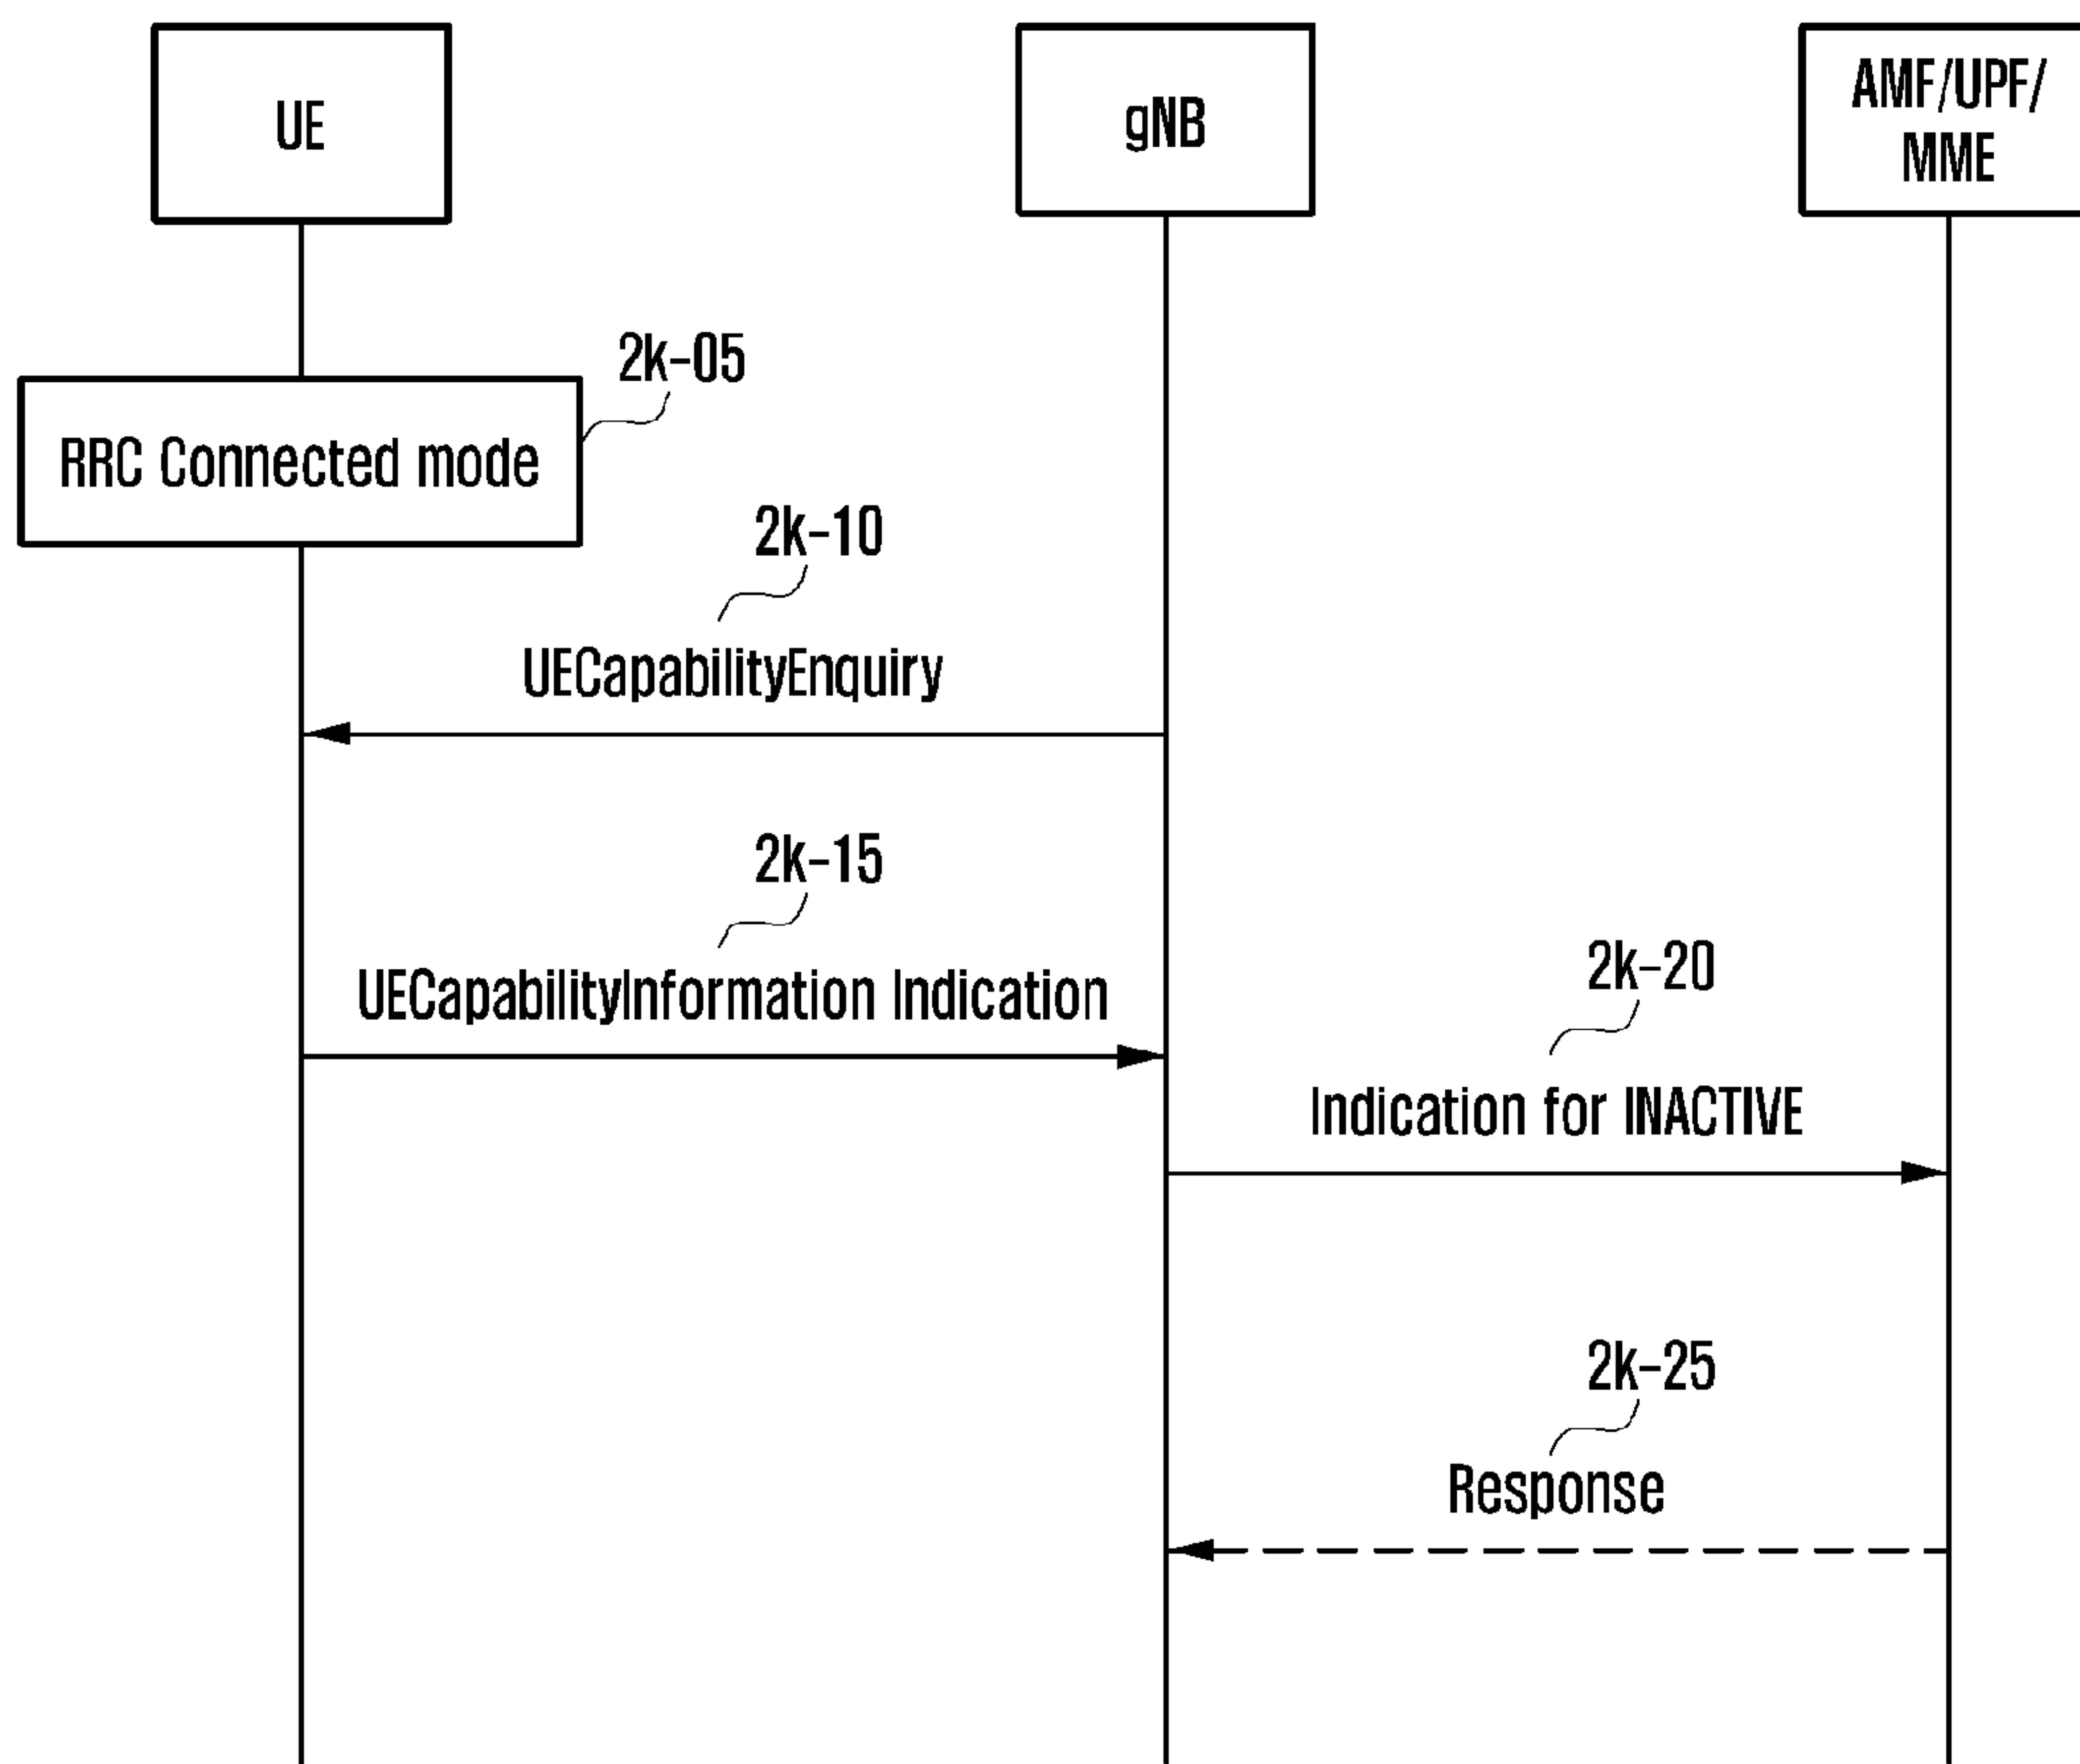 UE
gNB
AMF/UPF/
MME
2k-05
RRC Connected mode
2k-10
UECapabilityEnquiry
2k-15
UECapabilityInformation Indication
2k-20
Indication for INACTIVE
2k-25
Response